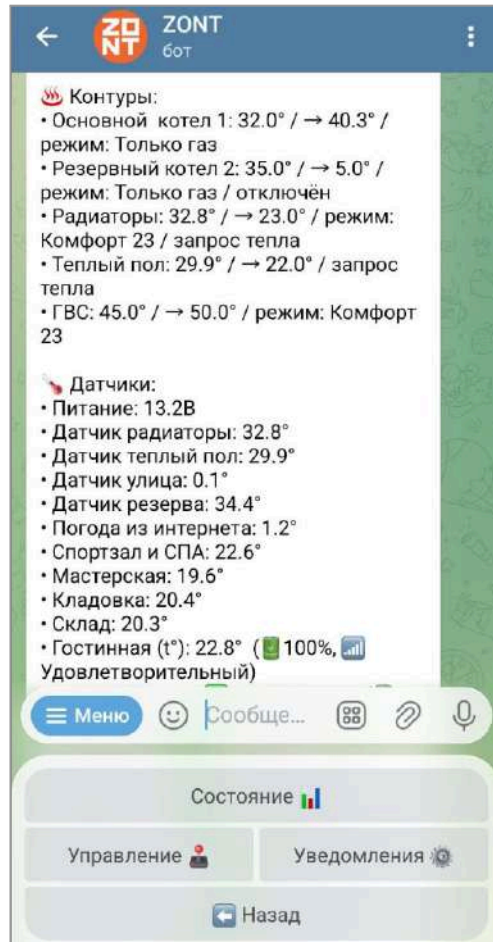 ZONT
ZONT
бот
♨️ Контуры:
• Основной котел 1: 32.0° / → 40.3° /
режим: Только газ
• Резервный котел 2: 35.0° / → 5.0° /
режим: Только газ / отключён
• Радиаторы: 32.8° / → 23.0° / режим:
Комфорт 23 / запрос тепла
• Теплый пол: 29.9° / → 22.0° / запрос
тепла
• ГВС: 45.0° / → 50.0° / режим: Комфорт
23
🌡️ Датчики:
• Питание: 13.2В
• Датчик радиаторы: 32.8°
• Датчик теплый пол: 29.9°
• Датчик улица: 0.1°
• Датчик резерва: 34.4°
• Погода из интернета: 1.2°
• Спортзал и СПА: 22.6°
• Мастерская: 19.6°
• Кладовка: 20.4°
• Склад: 20.3°
• Гостинная (t°): 22.8° (🔋100%, 📶
Удовлетворительный)
Меню
Сообще...
Состояние 📊
Управление 🕹️ Уведомления ⚙️
⬅️ Назад